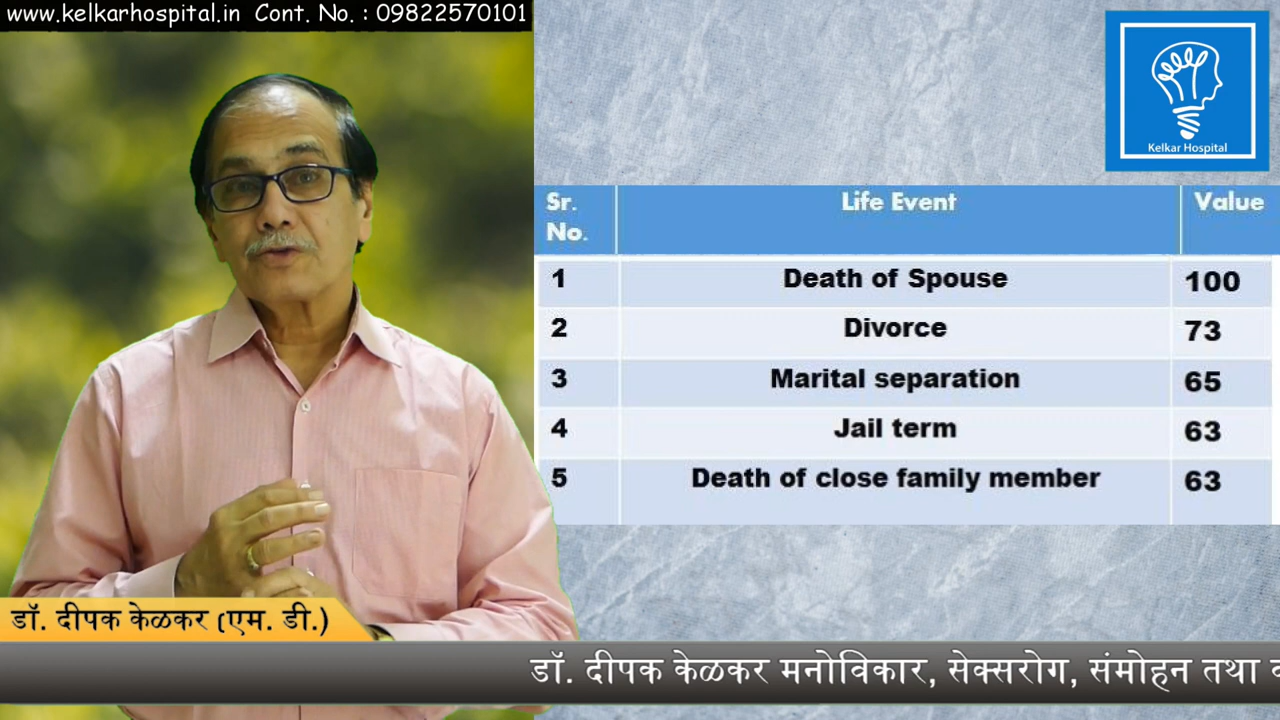 www.kelkarhospital.in Cont. No. : 09822570101
Kelkar Hospital
Sr. No. Life Event Value
1 Death of Spouse 100
2 Divorce 73
3 Marital separation 65
4 Jail term 63
5 Death of close family member 63
डॉ. दीपक केळकर (एम. डी.)
डॉ. दीपक केळकर मनोविकार, सेक्सरोग, संमोहन तथा